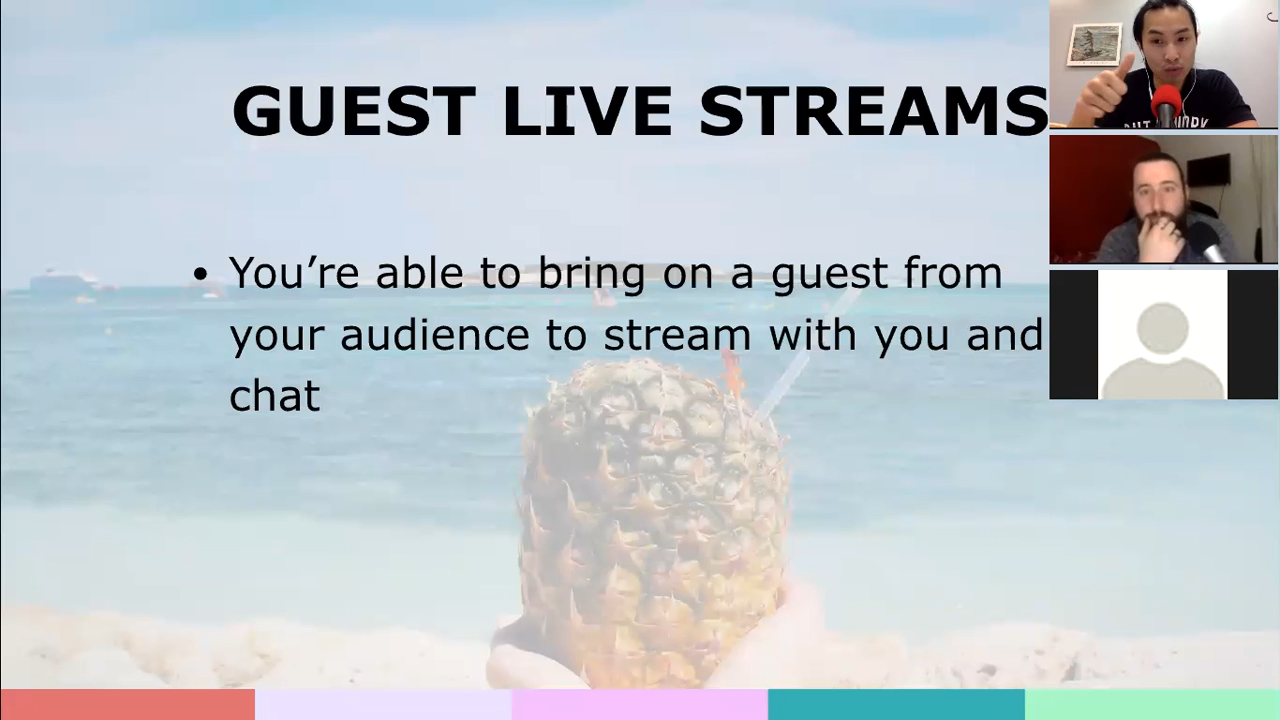 GUEST LIVE STREAMS
• You’re able to bring on a guest from
your audience to stream with you and
chat